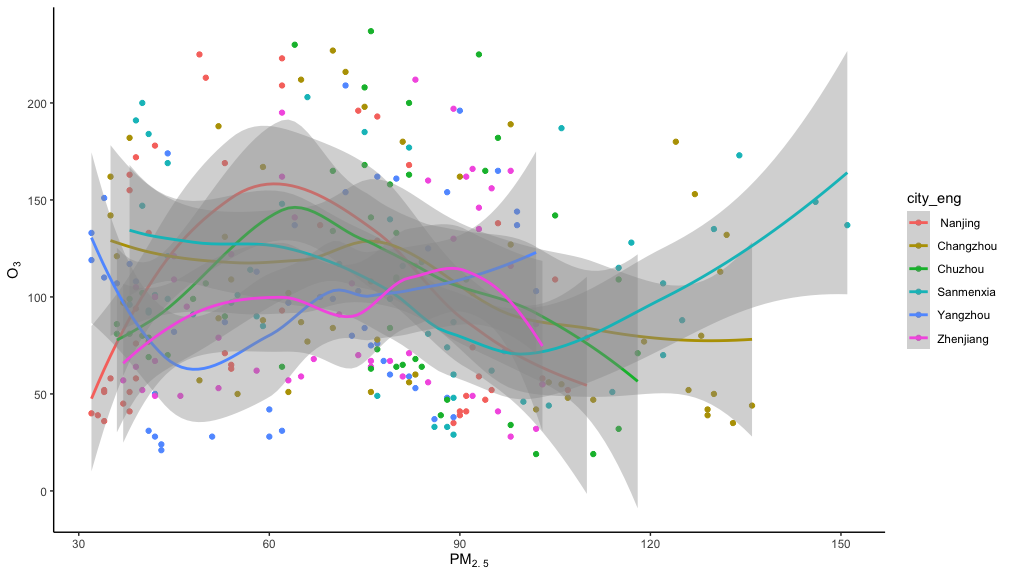 O3
200
150
100
50
0
30 60 90 120 150
PM2.5
city_eng
Nanjing
Changzhou
Chuzhou
Sanmenxia
Yangzhou
Zhenjiang